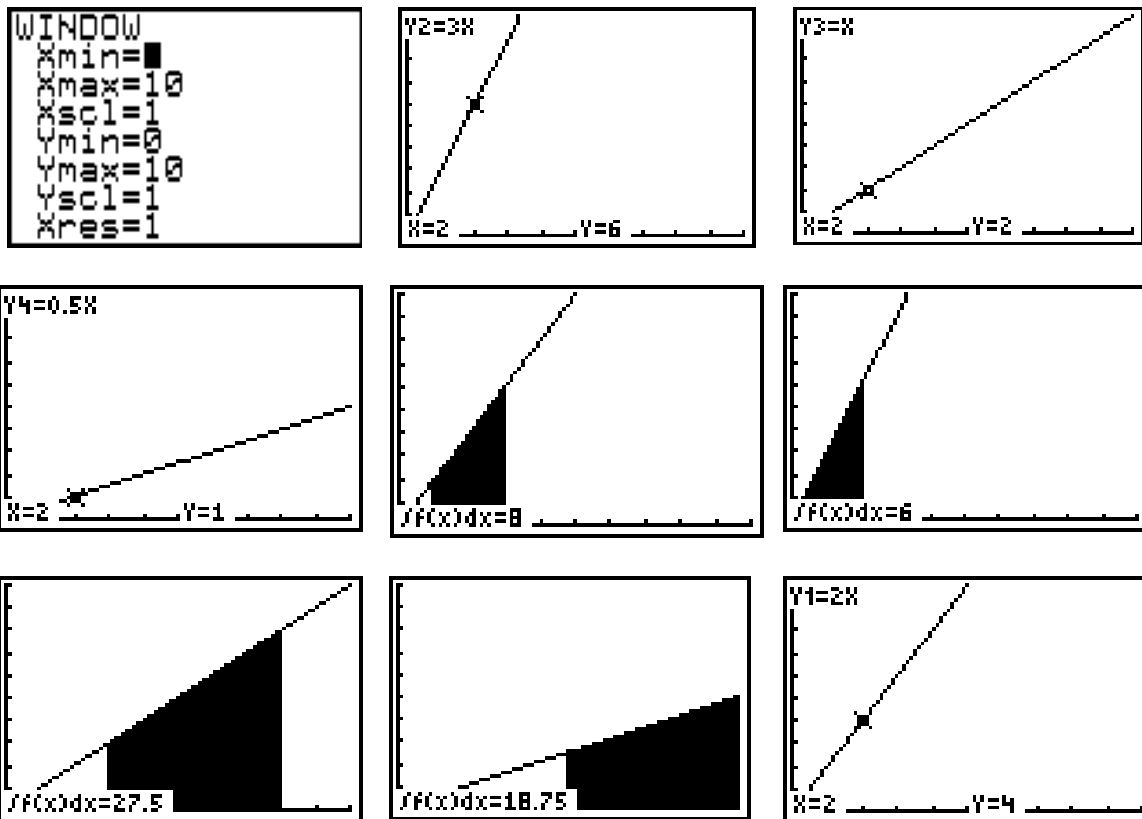 WINDOW
Xmin=
Xmax=10
Xscl=1
Ymin=0
Ymax=10
Yscl=1
Xres=1
Y2=3X
X=2 Y=6
Y3=X
X=2 Y=2
Y4=0.5X
X=2 Y=1
∫f(x)dx=8
∫f(x)dx=6
∫f(x)dx=27.5
∫f(x)dx=18.75
Y1=2X
X=2 Y=4